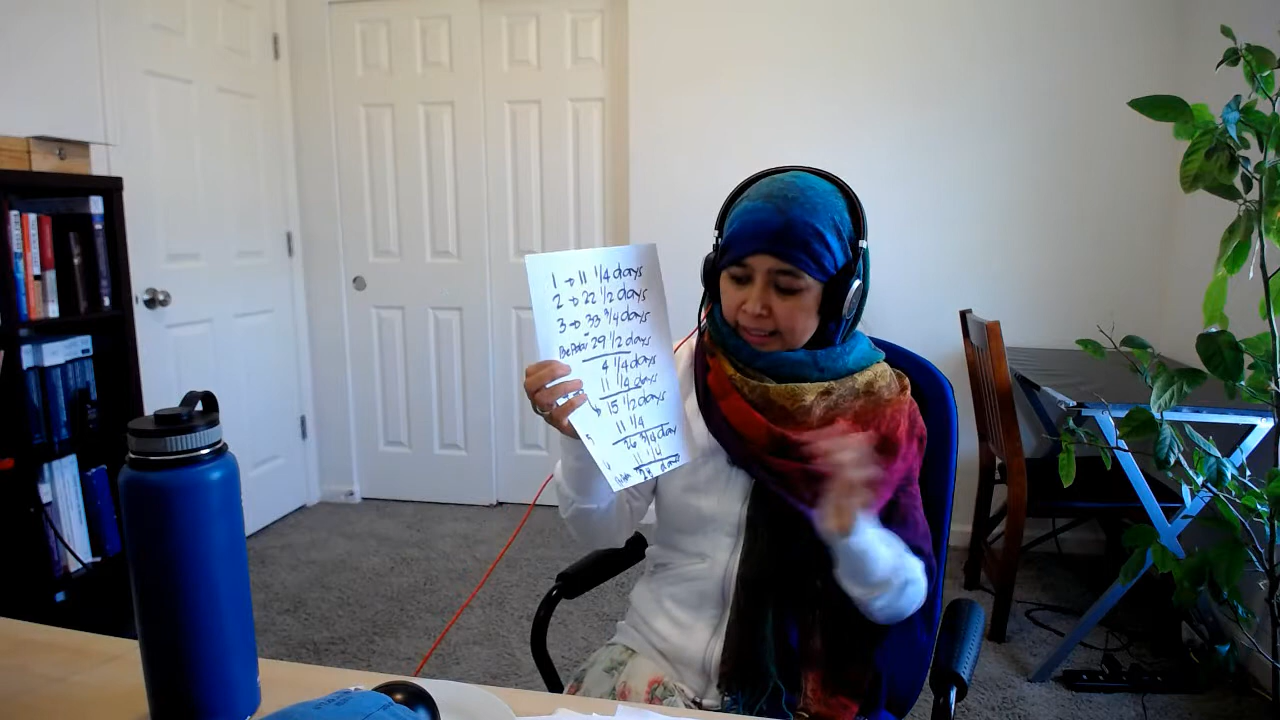 1 → 11 1/4 days
2 → 22 1/2 days
3 → 33 3/4 days
29 1/2 days
4 1/4 days
11 1/4 days
15 1/2 days
11 1/4
26 3/4 days
11 1/4